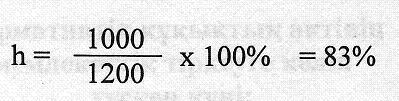 h = 1000 / 1200 x 100% = 83%